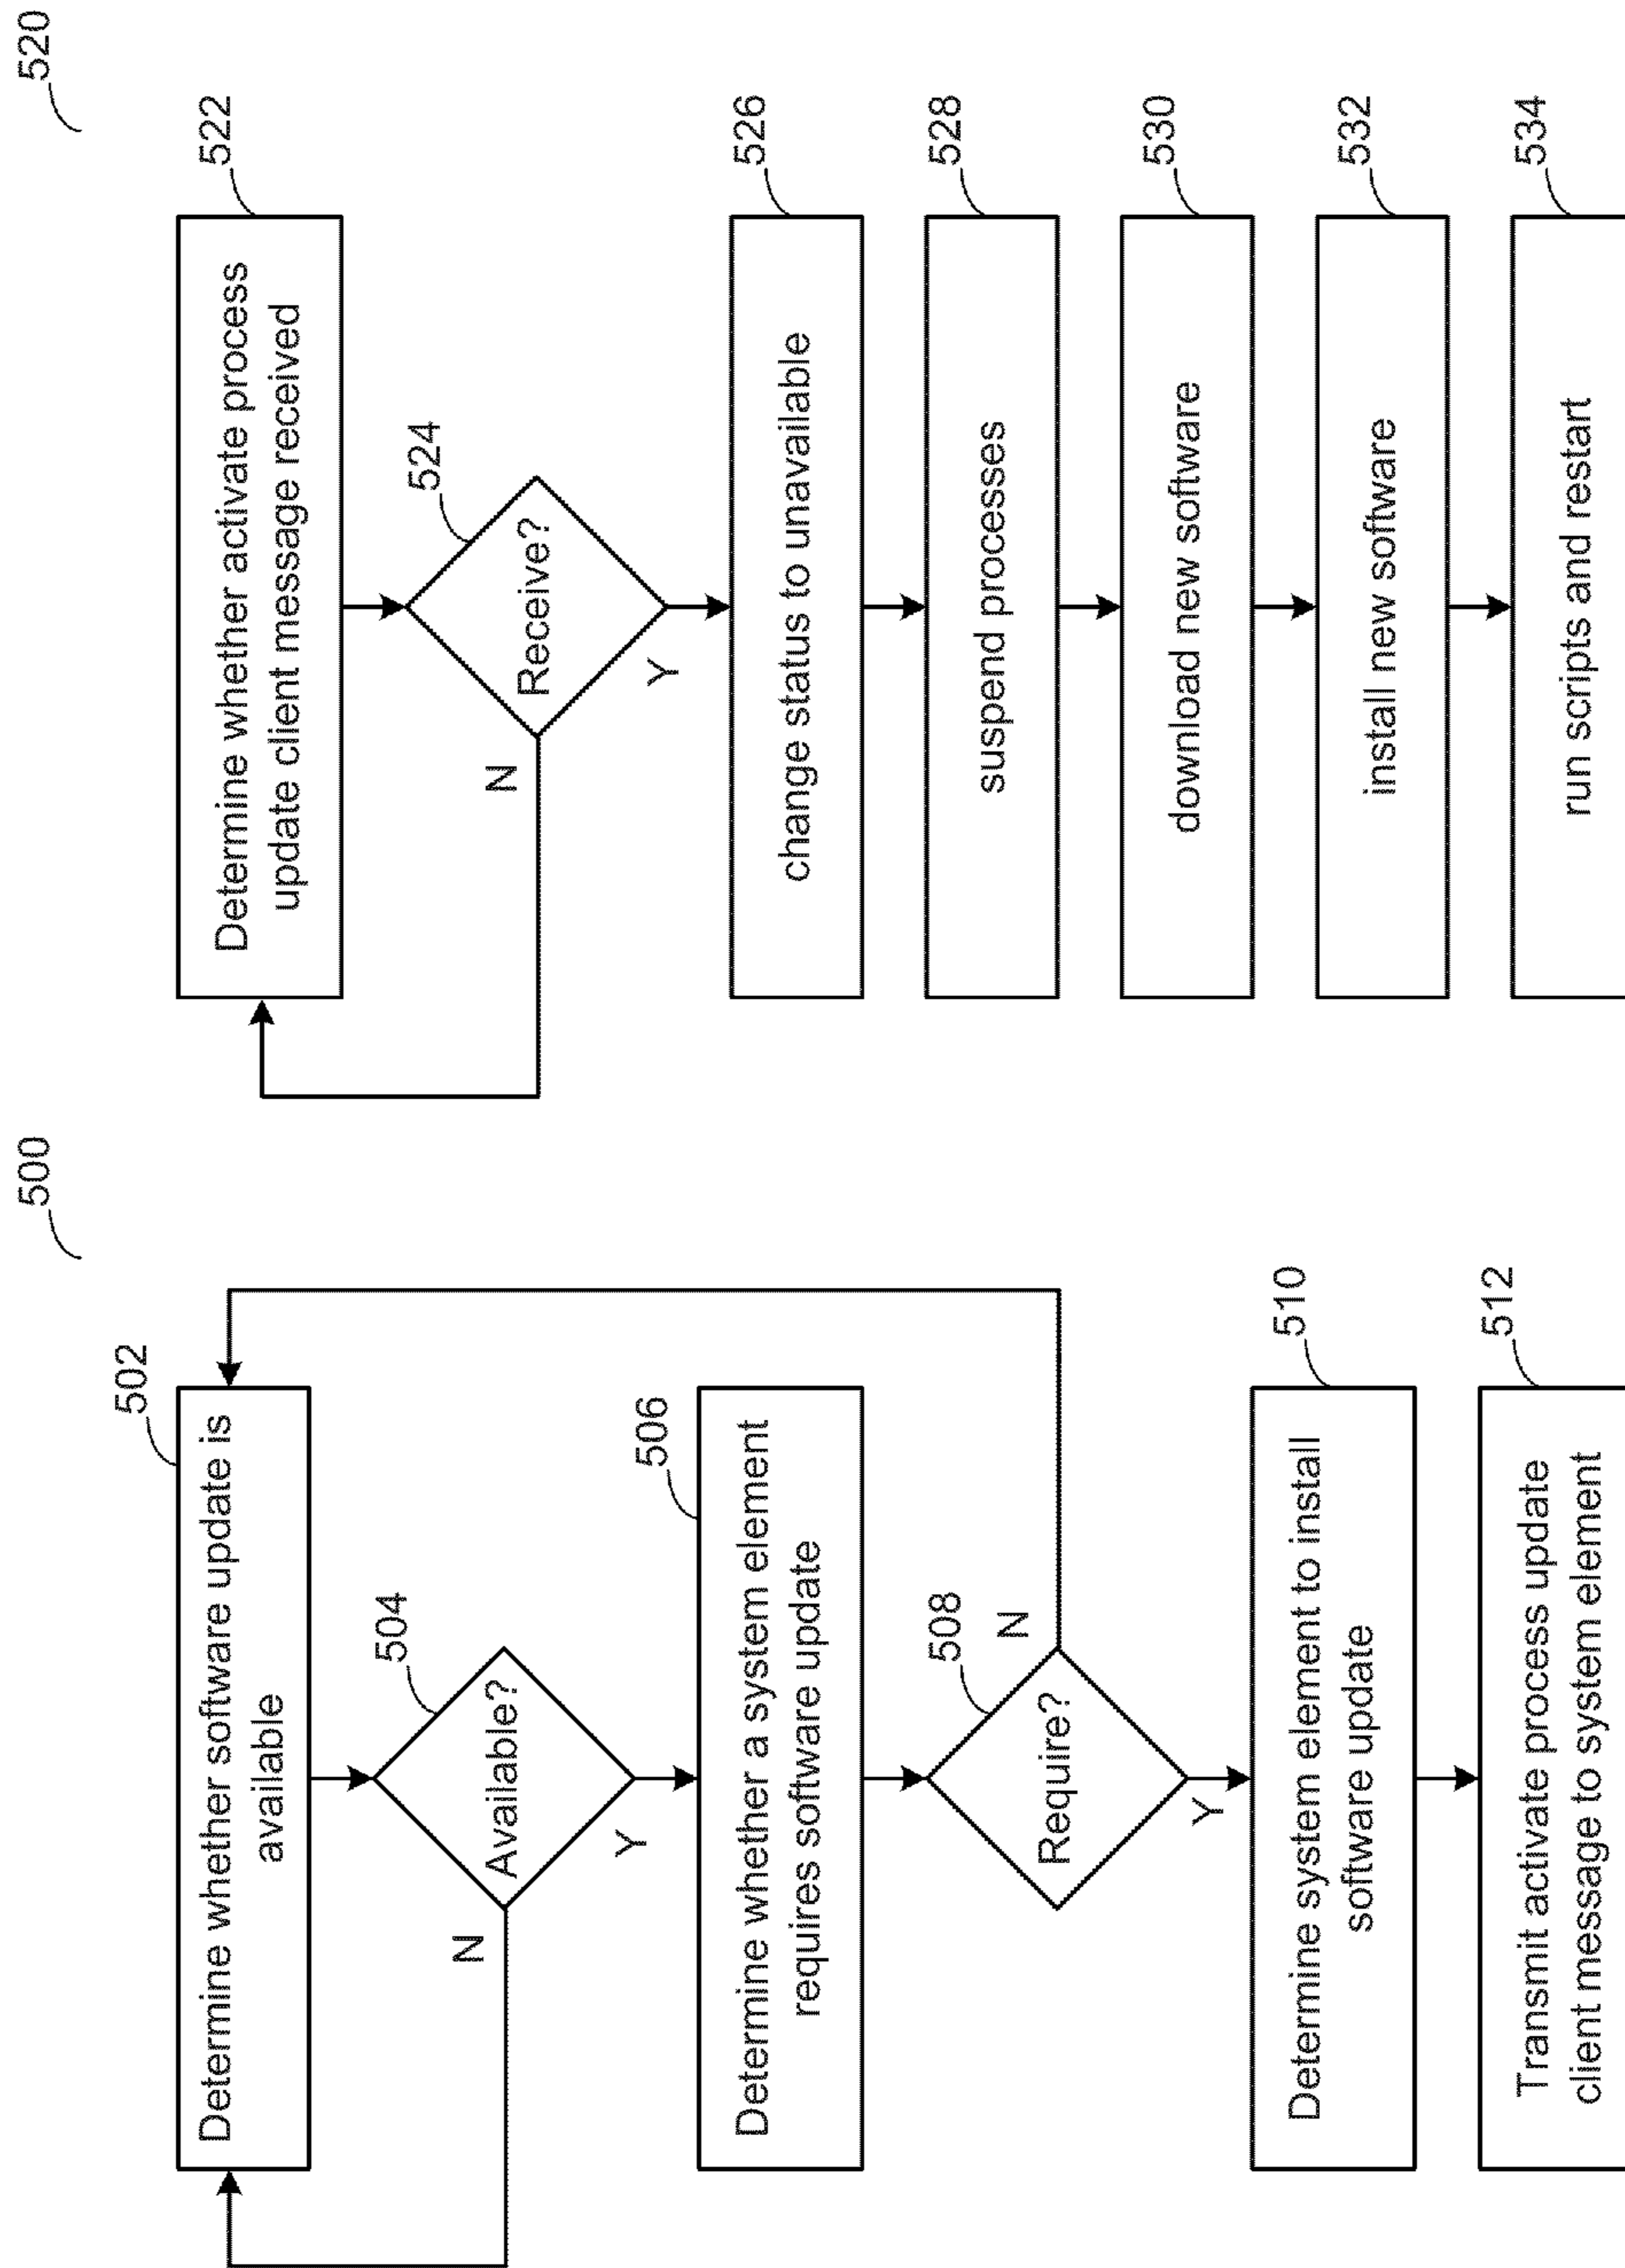 500
502
Determine whether software update is
available
504
Available?
N
Y
506
Determine whether a system element
requires software update
508
Require?
N
Y
510
Determine system element to install
software update
512
Transmit activate process update
client message to system element
520
522
Determine whether activate process
update client message received
524
Receive?
N
Y
526
change status to unavailable
528
suspend processes
530
download new software
532
install new software
534
run scripts and restart